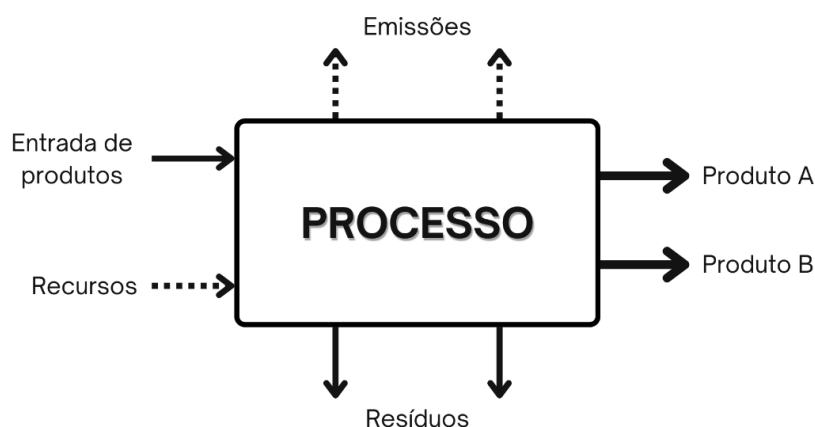 Emissões
Entrada de
produtos
PROCESSO
Produto A
Produto B
Recursos
Resíduos